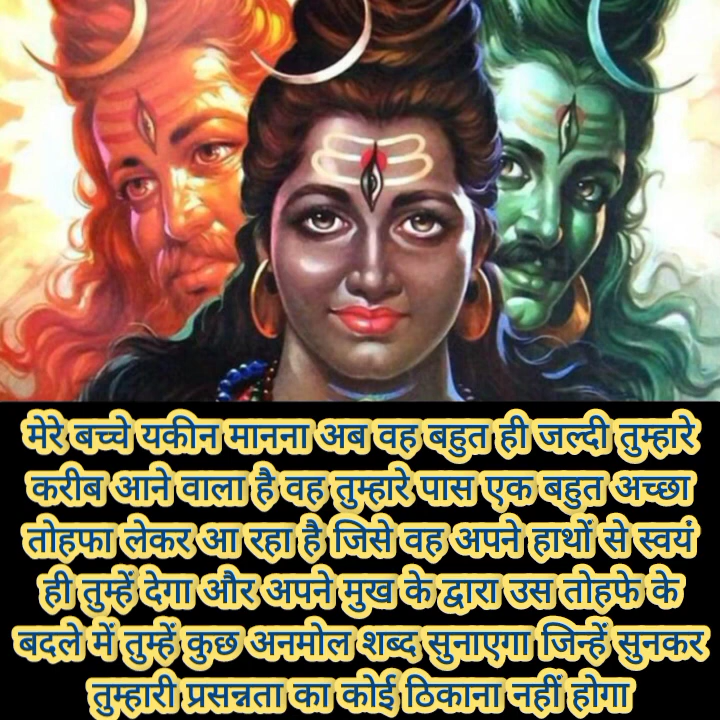 मेरे बच्चे यकीन मानना अब वह बहुत ही जल्दी तुम्हारे
करीब आने वाला है वह तुम्हारे पास एक बहुत अच्छा
तोहफा लेकर आ रहा है जिसे वह अपने हाथों से स्वयं
ही तुम्हें देगा और अपने मुख के द्वारा उस तोहफे के
बदले में तुम्हें कुछ अनमोल शब्द सुनाएगा जिन्हें सुनकर
तुम्हारी प्रसन्नता का कोई ठिकाना नहीं होगा